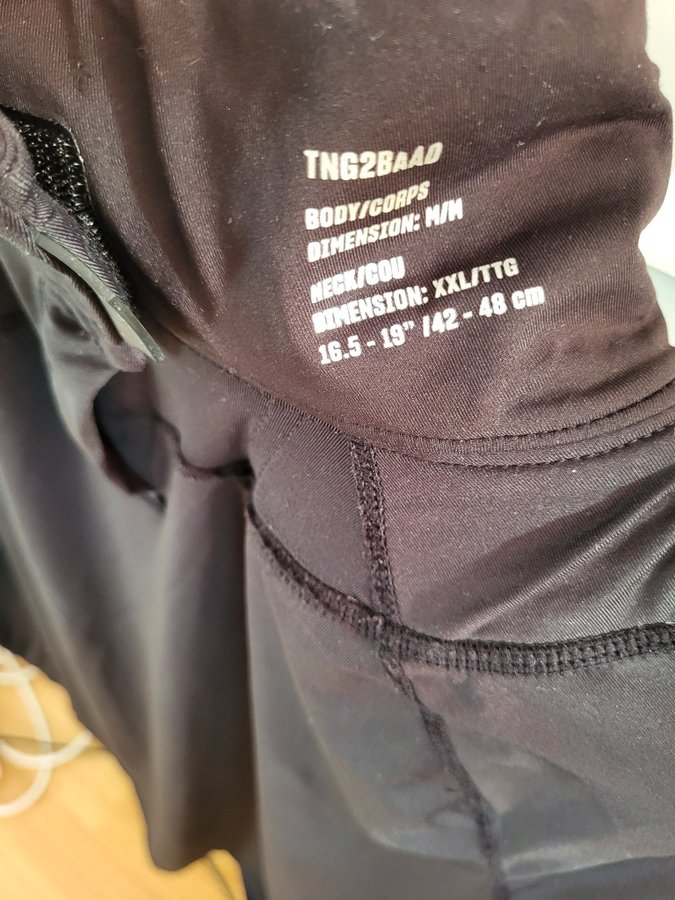 TNG2BAAD
BODY/CORPS
DIMENSION: M/M
NECK/COU
DIMENSION: XXL/TTG
16.5 - 19" /42 - 48 cm